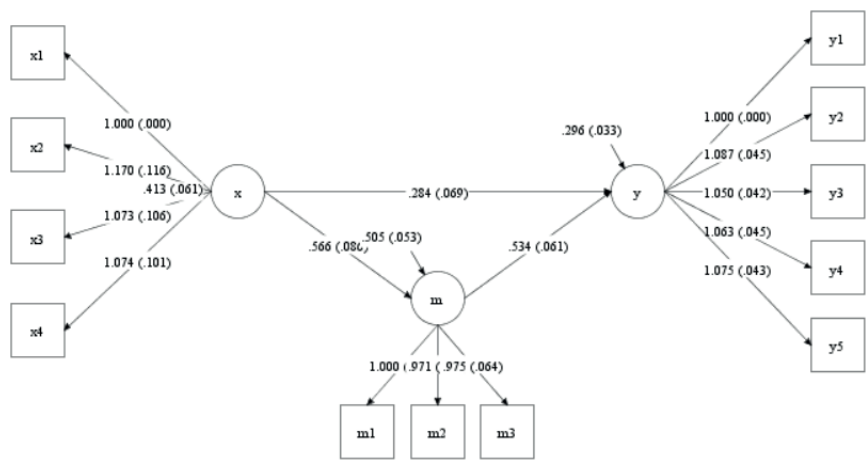 x1
x2
x3
x4
1.000 (.000)
1.170 (.116)
.413 (.061)
1.073 (.106)
1.074 (.101)
x
.284 (.069)
.566 (.080)
.505 (.053)
.534 (.061)
m
1.000 (
.971 (
.975 (.064)
m1
m2
m3
.296 (.033)
y
1.000 (.000)
1.087 (.045)
1.050 (.042)
1.063 (.045)
1.075 (.043)
y1
y2
y3
y4
y5